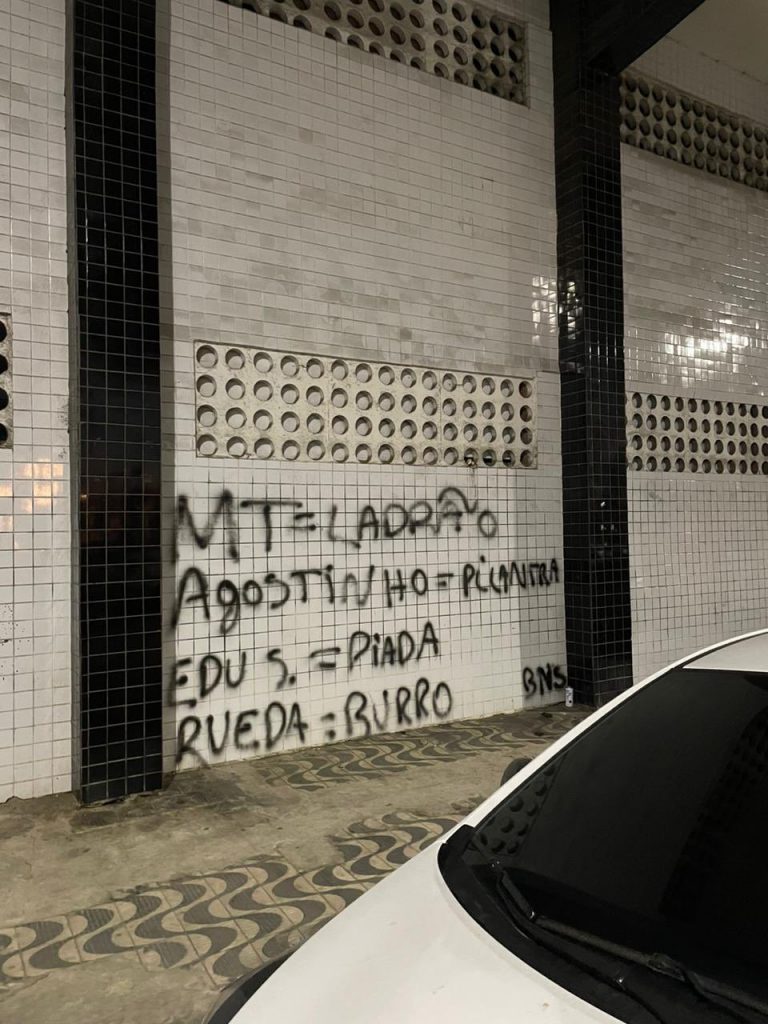 MT=LADRÃO
AgOSTiNHO=PiLANTRA
EDU S.=PiADA
RUEDA=BURRO
BNS